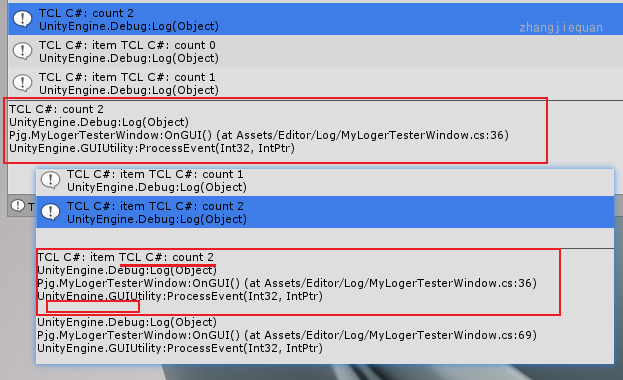 TCL C#: count 2
UnityEngine.Debug:Log(Object)
zhangjiequan
TCL C#: item TCL C#: count 0
UnityEngine.Debug:Log(Object)
TCL C#: item TCL C#: count 1
UnityEngine.Debug:Log(Object)
TCL C#: count 2
UnityEngine.Debug:Log(Object)
Pjg.MyLogerTesterWindow:OnGUI() (at Assets/Editor/Log/MyLogerTesterWindow.cs:36)
UnityEngine.GUIUtility:ProcessEvent(Int32, IntPtr)
T
TCL C#: item TCL C#: count 1
UnityEngine.Debug:Log(Object)
TCL C#: item TCL C#: count 2
UnityEngine.Debug:Log(Object)
TCL C#: item TCL C#: count 2
UnityEngine.Debug:Log(Object)
Pjg.MyLogerTesterWindow:OnGUI() (at Assets/Editor/Log/MyLogerTesterWindow.cs:36)
UnityEngine.GUIUtility:ProcessEvent(Int32, IntPtr)
UnityEngine.Debug:Log(Object)
Pjg.MyLogerTesterWindow:OnGUI() (at Assets/Editor/Log/MyLogerTesterWindow.cs:69)
UnityEngine.GUIUtility:ProcessEvent(Int32, IntPtr)